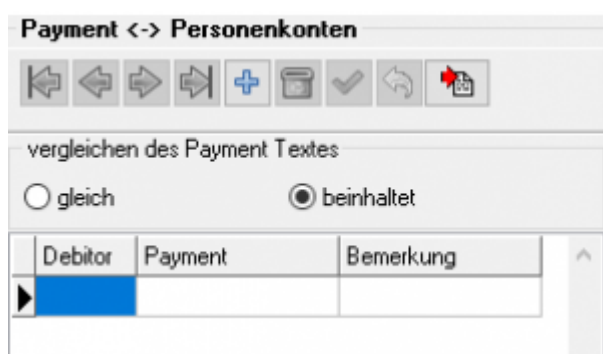 Payment <-> Personenkonten
vergleichen des Payment Textes
gleich beinhaltet
Debitor Payment Bemerkung